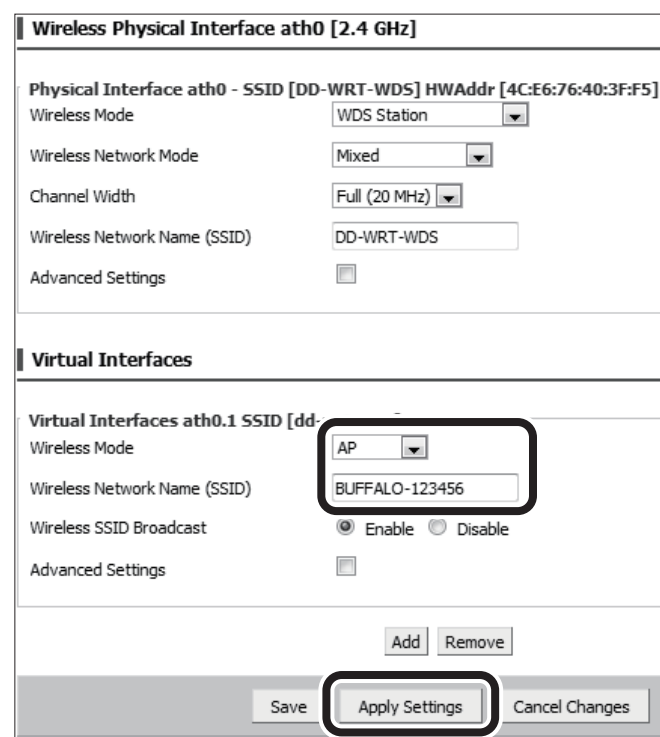 Wireless Physical Interface ath0 [2.4 GHz]
Physical Interface ath0 - SSID [DD-WRT-WDS] HWAddr [4C:E6:76:40:3F:F5]
Wireless Mode WDS Station
Wireless Network Mode Mixed
Channel Width Full (20 MHz)
Wireless Network Name (SSID) DD-WRT-WDS
Advanced Settings
Virtual Interfaces
Virtual Interfaces ath0.1 SSID [dd-
Wireless Mode AP
Wireless Network Name (SSID) BUFFALO-123456
Wireless SSID Broadcast Enable Disable
Advanced Settings
Add Remove
Save Apply Settings Cancel Changes